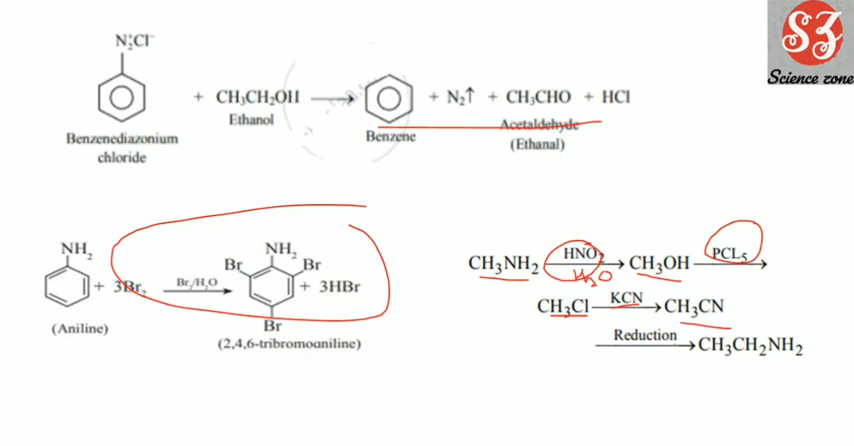 SZ
Science zone
N₂⁺Cl⁻
+ CH₃CH₂OH → + N₂↑ + CH₃CHO + HCl
Ethanol
Benzene
Acetaldehyde
(Ethanal)
Benzenediazonium
chloride
NH₂
+ 3Br₂
Br₂/H₂O
(Aniline)
NH₂
Br
Br
+ 3HBr
Br
(2,4,6-tribromoaniline)
CH₃NH₂ HNO₂ → CH₃OH PCL₅ →
H₂O
CH₃Cl KCN → CH₃CN
Reduction → CH₃CH₂NH₂